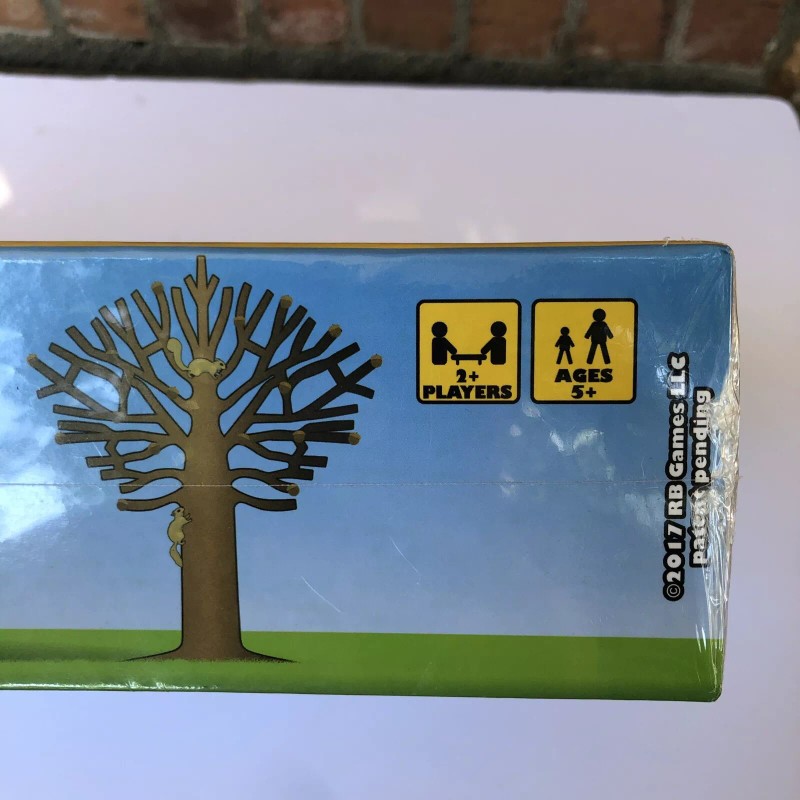 2+
PLAYERS
AGES
5+
©2017 RB Games LLC
patent pending